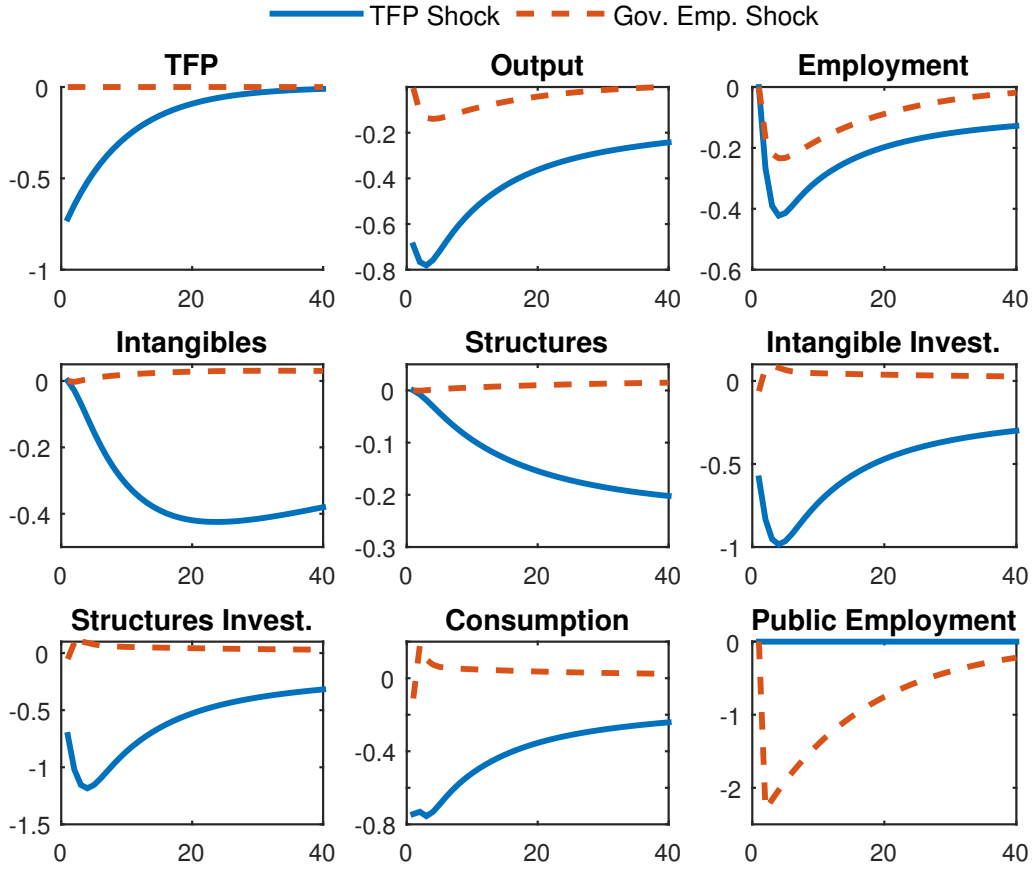 TFP Shock Gov. Emp. Shock
TFP Output Employment
0 0
-0.5 -0.2 -0.2
-0.4 -0.4
-0.6
-1 -0.8 -0.6
0 20 40 0 20 40 0 20 40
Intangibles Structures Intangible Invest.
0 0 0
-0.2 -0.1 -0.5
-0.4 -0.2
-0.3 -1
0 20 40 0 20 40 0 20 40
Structures Invest. Consumption Public Employment
0 0 0
-0.5 -0.4 -1
-1 -2
-1.5 -0.8
0 20 40 0 20 40 0 20 40